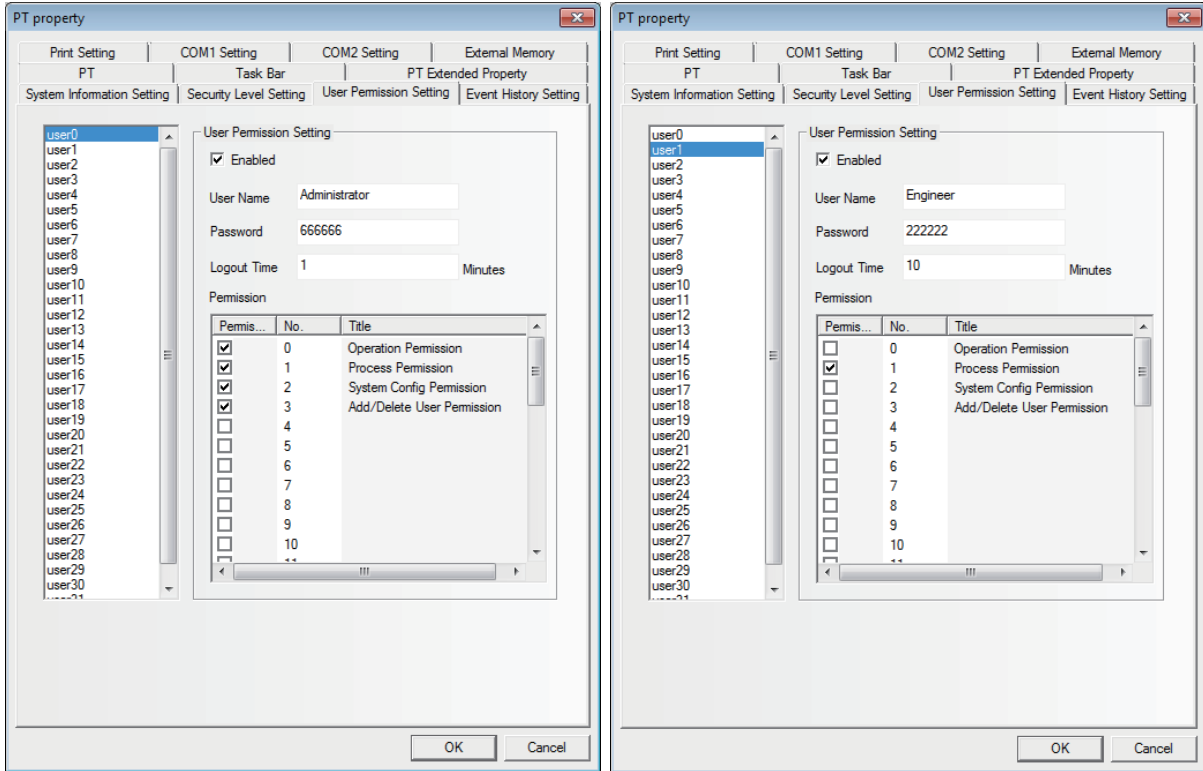 PT property
Print Setting COM1 Setting COM2 Setting External Memory
PT Task Bar PT Extended Property
System Information Setting Security Level Setting User Permission Setting Event History Setting
user0
user1
user2
user3
user4
user5
user6
user7
user8
user9
user10
user11
user12
user13
user14
user15
user16
user17
user18
user19
user20
user21
user22
user23
user24
user25
user26
user27
user28
user29
user30
user31
User Permission Setting
Enabled
User Name Administrator
Password 666666
Logout Time 1 Minutes
Permission
Permis... No. Title
0 Operation Permission
1 Process Permission
2 System Config Permission
3 Add/Delete User Permission
4
5
6
7
8
9
10
11
OK Cancel
PT property
Print Setting COM1 Setting COM2 Setting External Memory
PT Task Bar PT Extended Property
System Information Setting Security Level Setting User Permission Setting Event History Setting
user0
user1
user2
user3
user4
user5
user6
user7
user8
user9
user10
user11
user12
user13
user14
user15
user16
user17
user18
user19
user20
user21
user22
user23
user24
user25
user26
user27
user28
user29
user30
user31
User Permission Setting
Enabled
User Name Engineer
Password 222222
Logout Time 10 Minutes
Permission
Permis... No. Title
0 Operation Permission
1 Process Permission
2 System Config Permission
3 Add/Delete User Permission
4
5
6
7
8
9
10
11
OK Cancel